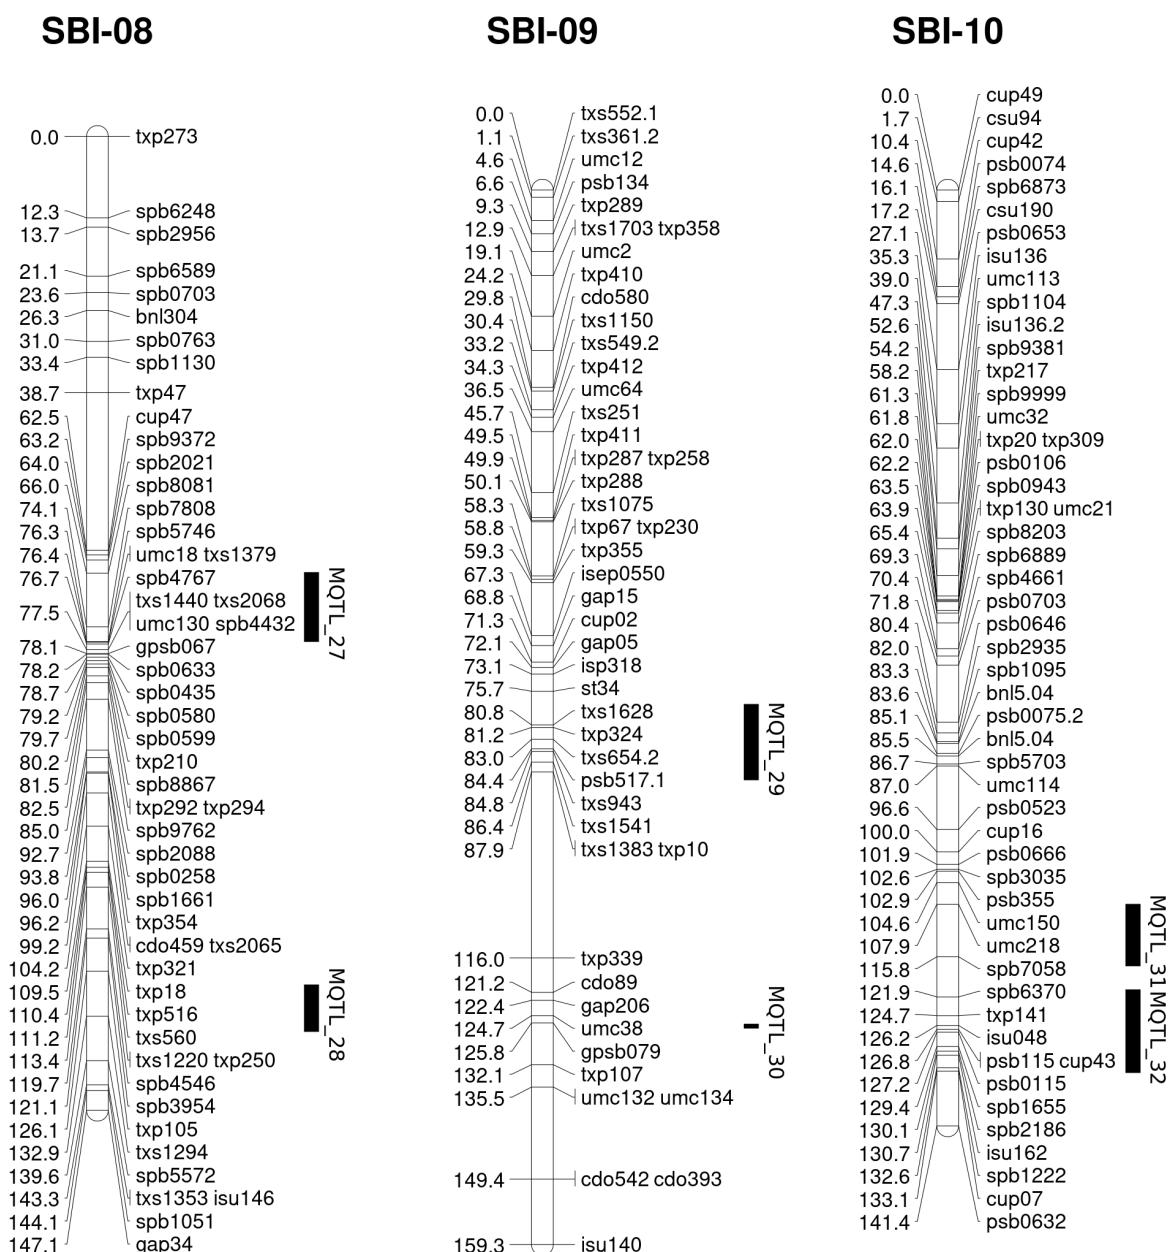 SBI-08
0.0 txp273
12.3 spb6248
13.7 spb2956
21.1 spb6589
23.6 spb0703
26.3 bnl304
31.0 spb0763
33.4 spb1130
38.7 txp47
62.5 cup47
63.2 spb9372
64.0 spb2021
66.0 spb8081
74.1 spb7808
76.3 spb5746
76.4 umc18 txs1379
76.7 spb4767
77.5 txs1440 txs2068
umc130 spb4432
78.1 gpsb067
78.2 spb0633
78.7 spb0435
79.2 spb0580
79.7 spb0599
80.2 txp210
81.5 spb8867
82.5 txp292 txp294
85.0 spb9762
92.7 spb2088
93.8 spb0258
96.0 spb1661
96.2 txp354
99.2 cdo459 txs2065
104.2 txp321
109.5 txp18
110.4 txp516
111.2 txs560
113.4 txs1220 txp250
119.7 spb4546
121.1 spb3954
126.1 txp105
132.9 txs1294
139.6 spb5572
143.3 txs1353 isu146
144.1 spb1051
147.1 gap34
MQTL_27
MQTL_28
SBI-09
0.0 txs552.1
1.1 txs361.2
4.6 umc12
6.6 psb134
9.3 txp289
12.9 txs1703 txp358
19.1 umc2
24.2 txp410
29.8 cdo580
30.4 txs1150
33.2 txs549.2
34.3 txp412
36.5 umc64
45.7 txs251
49.5 txp411
49.9 txp287 txp258
50.1 txp288
58.3 txs1075
58.8 txp67 txp230
59.3 txp355
67.3 isep0550
68.8 gap15
71.3 cup02
72.1 gap05
73.1 isp318
75.7 st34
80.8 txs1628
81.2 txp324
83.0 txs654.2
84.4 psb517.1
84.8 txs943
86.4 txs1541
87.9 txs1383 txp10
116.0 txp339
121.2 cdo89
122.4 gap206
124.7 umc38
125.8 gpsb079
132.1 txp107
135.5 umc132 umc134
149.4 cdo542 cdo393
159.3 isu140
MQTL_29
MQTL_30
SBI-10
0.0 cup49
1.7 csu94
10.4 cup42
14.6 psb0074
16.1 spb6873
17.2 csu190
27.1 psb0653
35.3 isu136
39.0 umc113
47.3 spb1104
52.6 isu136.2
54.2 spb9381
58.2 txp217
61.3 spb9999
61.8 umc32
62.0 txp20 txp309
62.2 psb0106
63.5 spb0943
63.9 txp130 umc21
65.4 spb8203
69.3 spb6889
70.4 spb4661
71.8 psb0703
80.4 psb0646
82.0 spb2935
83.3 spb1095
83.6 bnl5.04
85.1 psb0075.2
85.5 bnl5.04
86.7 spb5703
87.0 umc114
96.6 psb0523
100.0 cup16
101.9 psb0666
102.6 spb3035
102.9 psb355
104.6 umc150
107.9 umc218
115.8 spb7058
121.9 spb6370
124.7 txp141
126.2 isu048
126.8 psb115 cup43
127.2 psb0115
129.4 spb1655
130.1 spb2186
130.7 isu162
132.6 spb1222
133.1 cup07
141.4 psb0632
MQTL_31
MQTL_32